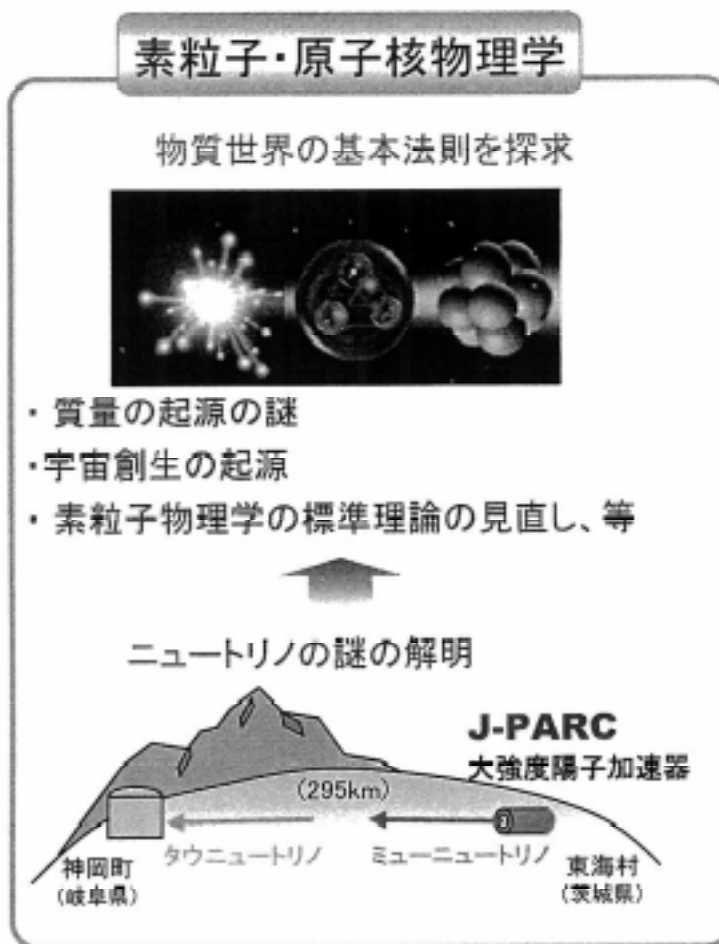 素粒子・原子核物理学
物質世界の基本法則を探求
・ 質量の起源の謎
・宇宙創生の起源
・ 素粒子物理学の標準理論の見直し、等
ニュートリノの謎の解明
J-PARC
大強度陽子加速器
(295km)
タウニュートリノ
ミューニュートリノ
神岡町
(岐阜県)
東海村
(茨城県)